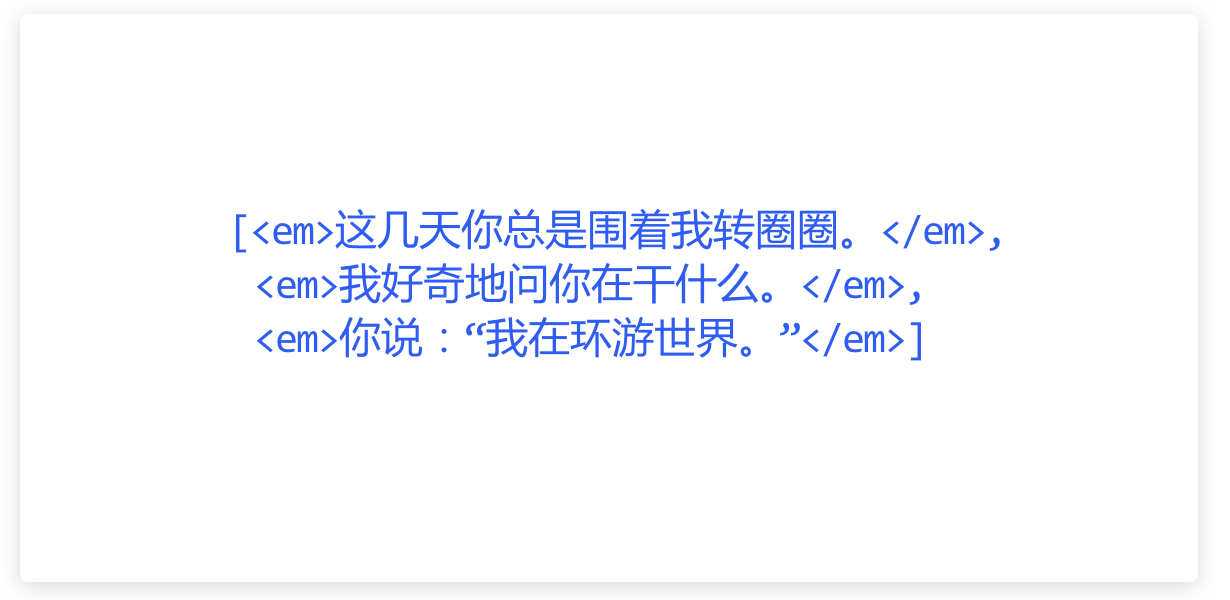 [<em>这几天你总是围着我转圈圈。</em>,
<em>我好奇地问你在干什么。</em>,
<em>你说：“我在环游世界。”</em>]